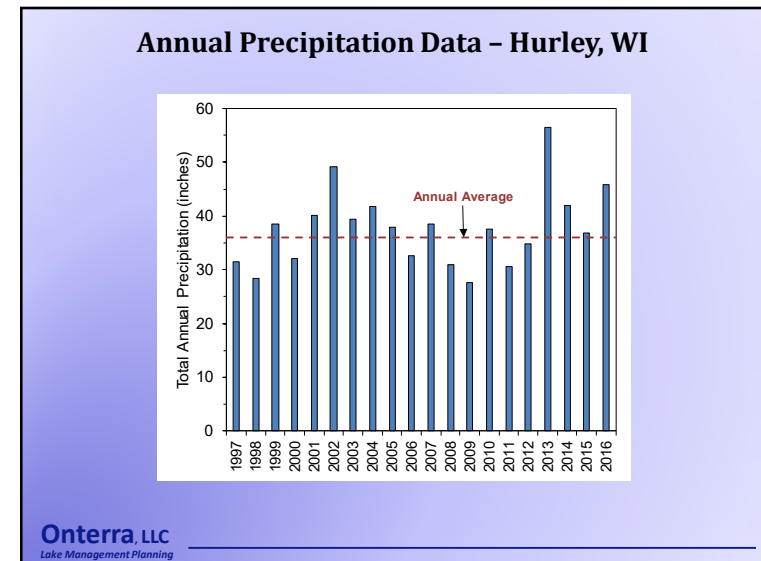 Annual Precipitation Data – Hurley, WI
Total Annual Precipitation (inches)
60
50
40
30
20
10
0
Annual Average
1997 1998 1999 2000 2001 2002 2003 2004 2005 2006 2007 2008 2009 2010 2011 2012 2013 2014 2015 2016
Onterra, LLC
Lake Management Planning